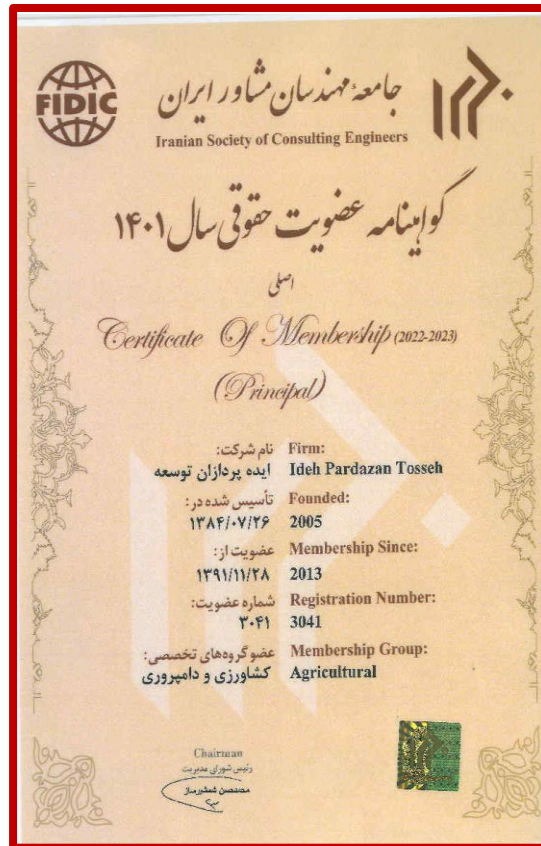 FIDIC
جامعهٔ مهندسان مشاور ایران
Iranian Society of Consulting Engineers
گواهینامه عضویت حقوقی سال ۱۴۰۱
اصلی
Certificate Of Membership (2022-2023)
(Principal)
نام شرکت: Firm:
ایده پردازان توسعه Ideh Pardazan Tosseh
تأسیس شده در: Founded:
۱۳۸۴/۰۷/۲۶ 2005
عضویت از: Membership Since:
۱۳۹۱/۱۱/۲۸ 2013
شماره عضویت: Registration Number:
۳۰۴۱ 3041
عضو گروه‌های تخصصی: Membership Group:
کشاورزی و دامپروری Agricultural
Chairman
رئیس شورای مدیریت